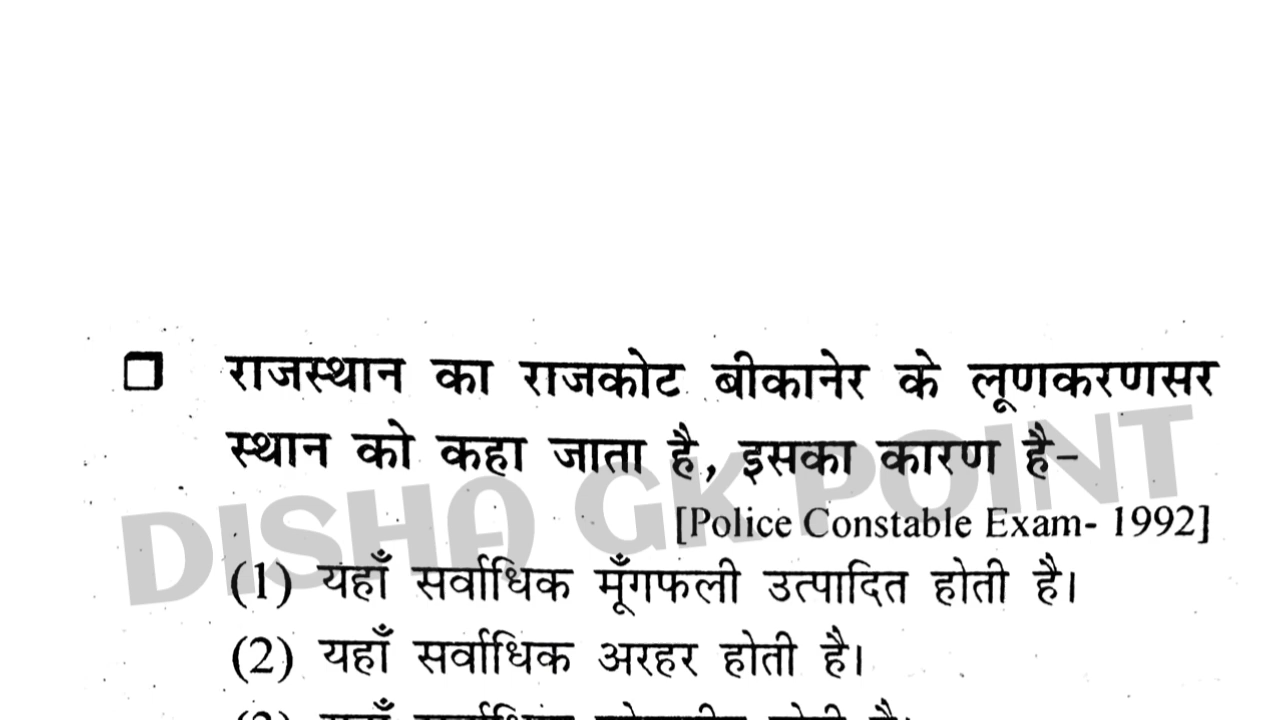 राजस्थान का राजकोट बीकानेर के लूणकरणसर
स्थान को कहा जाता है, इसका कारण है-
DISHA GK POINT
[Police Constable Exam- 1992]
(1) यहाँ सर्वाधिक मूँगफली उत्पादित होती है।
(2) यहाँ सर्वाधिक अरहर होती है।